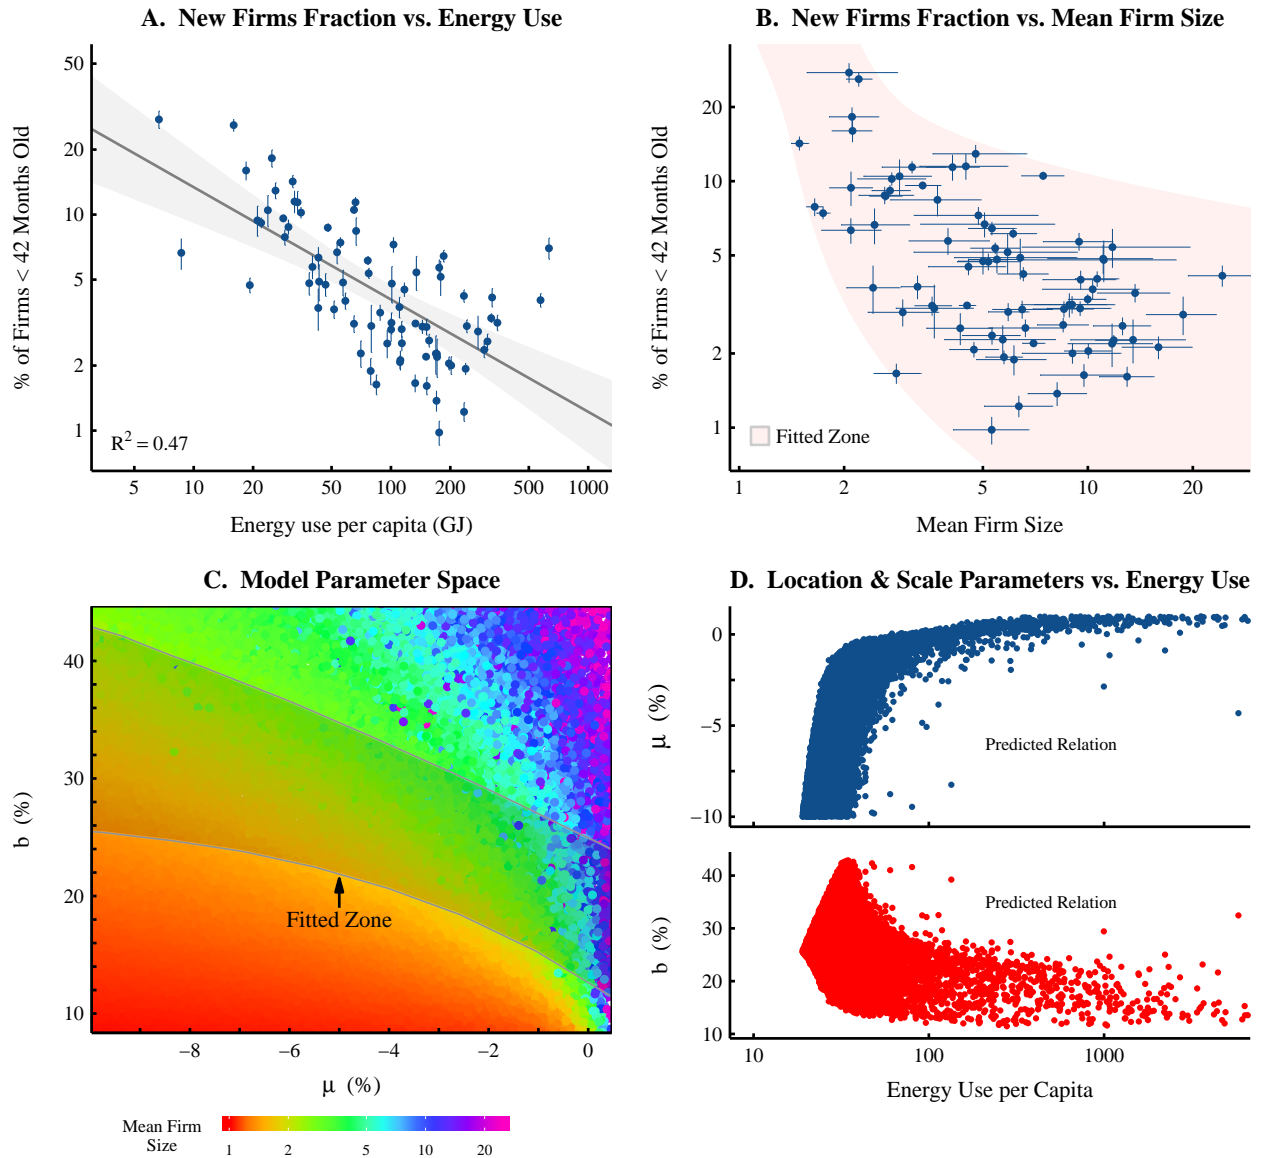 A. New Firms Fraction vs. Energy Use
% of Firms < 42 Months Old
50
20
10
5
2
1
R² = 0.47
5 10 20 50 100 200 500 1000
Energy use per capita (GJ)
B. New Firms Fraction vs. Mean Firm Size
% of Firms < 42 Months Old
20
10
5
2
1
Fitted Zone
1 2 5 10 20
Mean Firm Size
C. Model Parameter Space
b (%)
40
30
20
10
Fitted Zone
−8 −6 −4 −2 0
μ (%)
Mean Firm
Size
1 2 5 10 20
D. Location & Scale Parameters vs. Energy Use
μ (%)
0
−5
−10
Predicted Relation
b (%)
40
30
20
10
Predicted Relation
10 100 1000
Energy Use per Capita